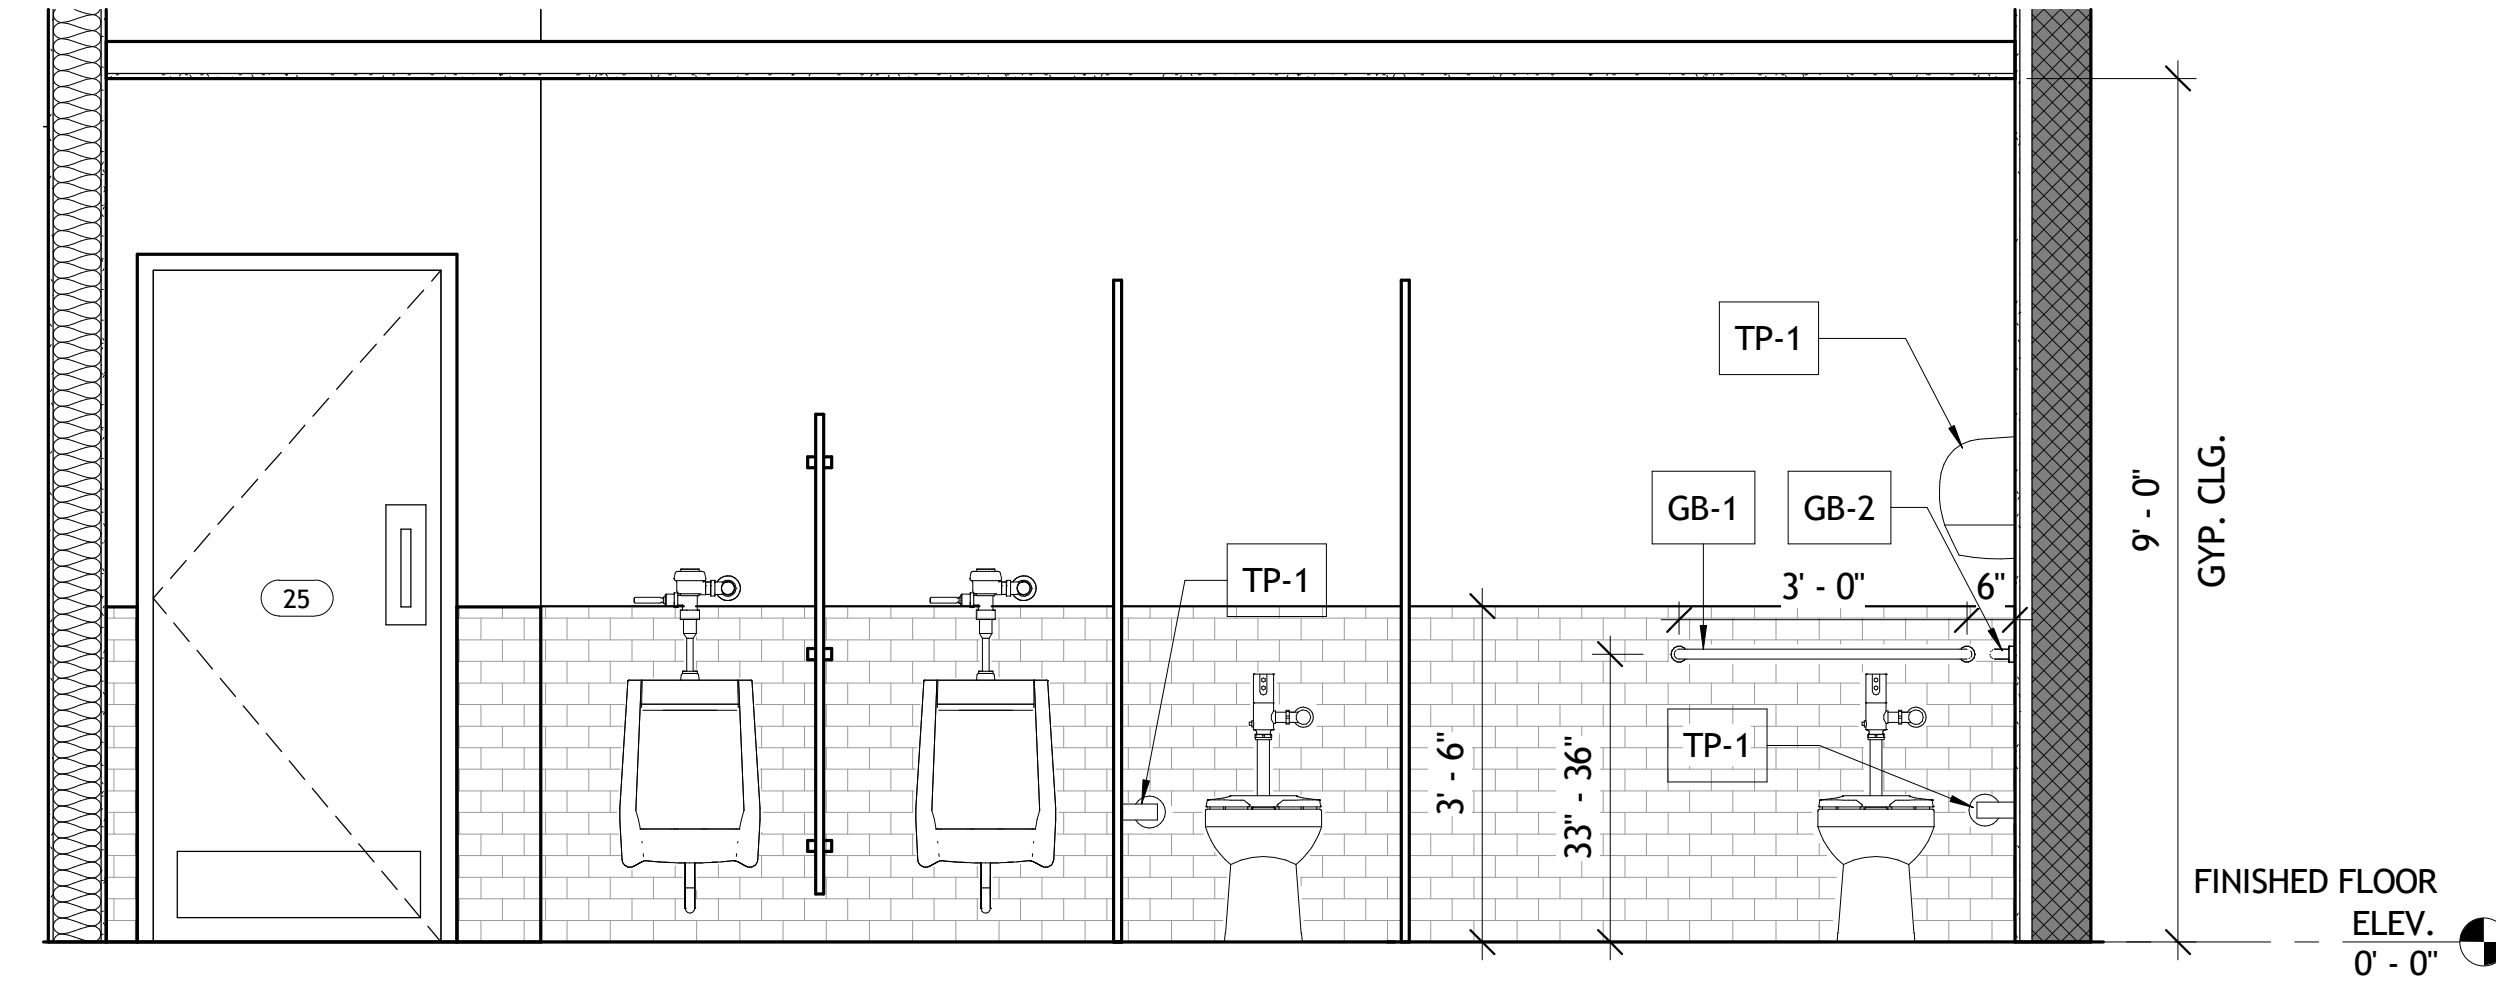 TP-1
GB-1
GB-2
3' - 0"
6"
9' - 0"
GYP. CLG.
25
TP-1
3' - 6"
33" - 36"
TP-1
FINISHED FLOOR
ELEV.
0' - 0"